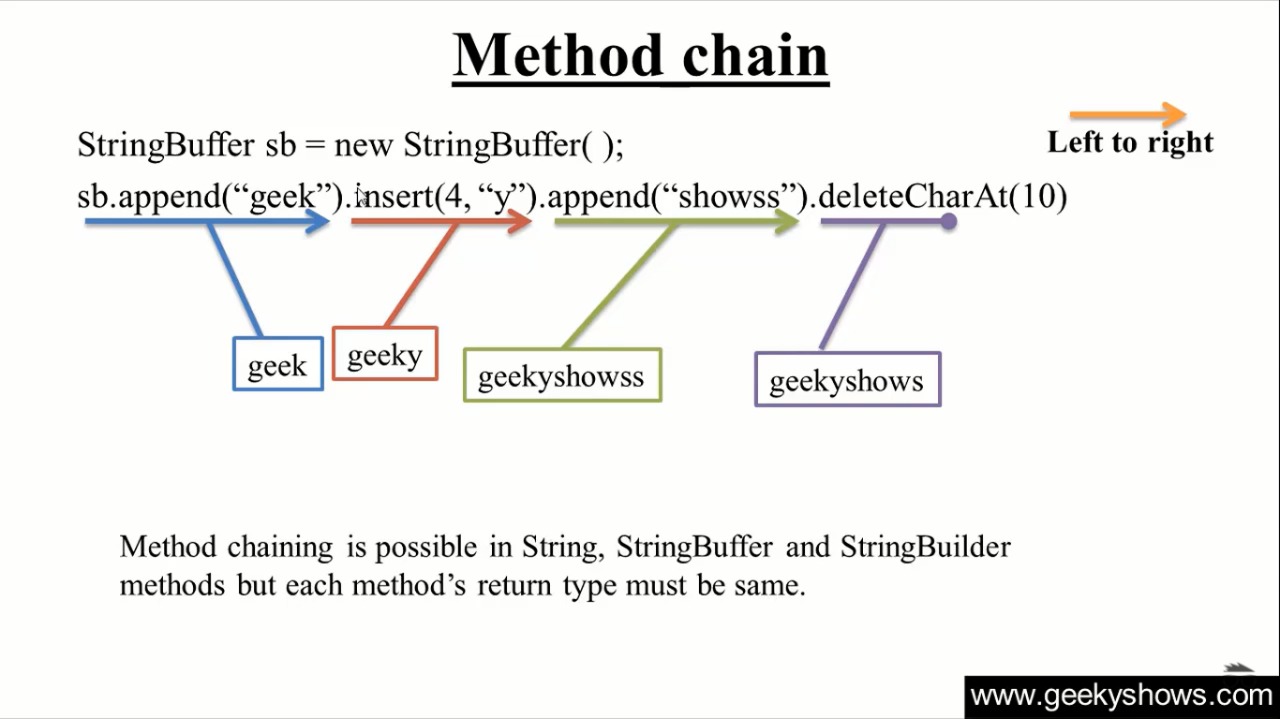 Method chain
Left to right
StringBuffer sb = new StringBuffer( );
sb.append(“geek”).insert(4, “y”).append(“showss”).deleteCharAt(10)
geek
geeky
geekyshowss
geekyshows
Method chaining is possible in String, StringBuffer and StringBuilder
methods but each method’s return type must be same.
www.geekyshows.com